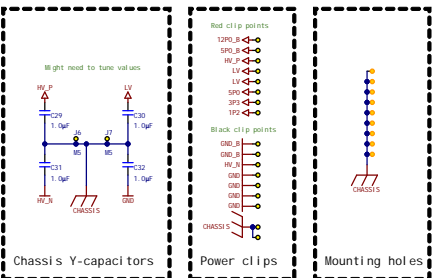 Might need to tune values
HV_P
LV
C29
1.0µF
C30
1.0µF
J6
M5
J7
M5
C31
1.0µF
C32
1.0µF
HV_N
CHASSIS
GND
Chassis Y-capacitors
Red clip points
12P0_B
5P0_B
HV_P
LV
LV
5P0
3P3
1P2
Black clip points
GND_B
GND_B
HV_N
GND
GND
GND
GND
CHASSIS
Power clips
CHASSIS
Mounting holes